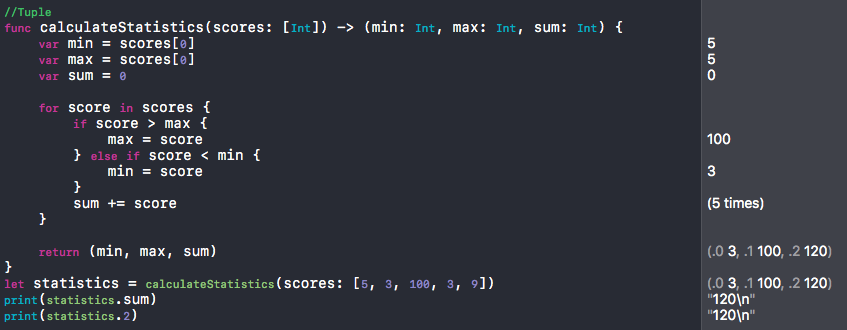 //Tuple
func calculateStatistics(scores: [Int]) -> (min: Int, max: Int, sum: Int) {
    var min = scores[0] 5
    var max = scores[0] 5
    var sum = 0 0
    for score in scores {
        if score > max {
            max = score 100
        } else if score < min {
            min = score 3
        }
        sum += score (5 times)
    }
    return (min, max, sum) (.0 3, .1 100, .2 120)
}
let statistics = calculateStatistics(scores: [5, 3, 100, 3, 9]) (.0 3, .1 100, .2 120)
print(statistics.sum) "120\n"
print(statistics.2) "120\n"